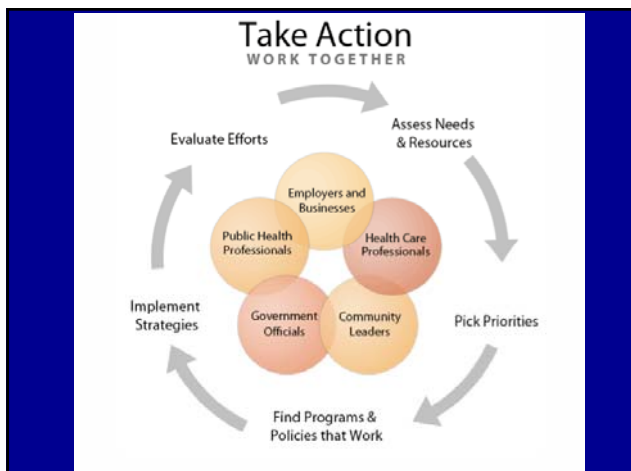 Take Action
WORK TOGETHER
Assess Needs
& Resources
Pick Priorities
Find Programs &
Policies that Work
Implement
Strategies
Evaluate Efforts
Employers and
Businesses
Health Care
Professionals
Community
Leaders
Government
Officials
Public Health
Professionals